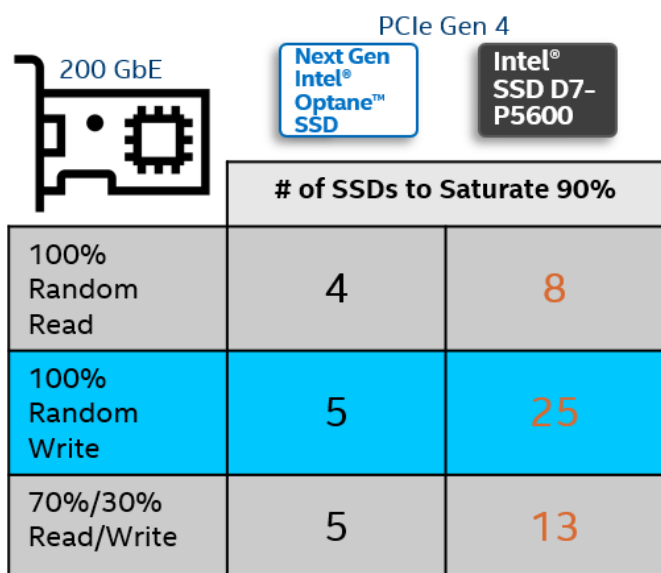 PCIe Gen 4
200 GbE
Next Gen
Intel®
Optane™
SSD
Intel®
SSD D7-
P5600
# of SSDs to Saturate 90%
100%
Random
Read
4
8
100%
Random
Write
5
25
70%/30%
Read/Write
5
13